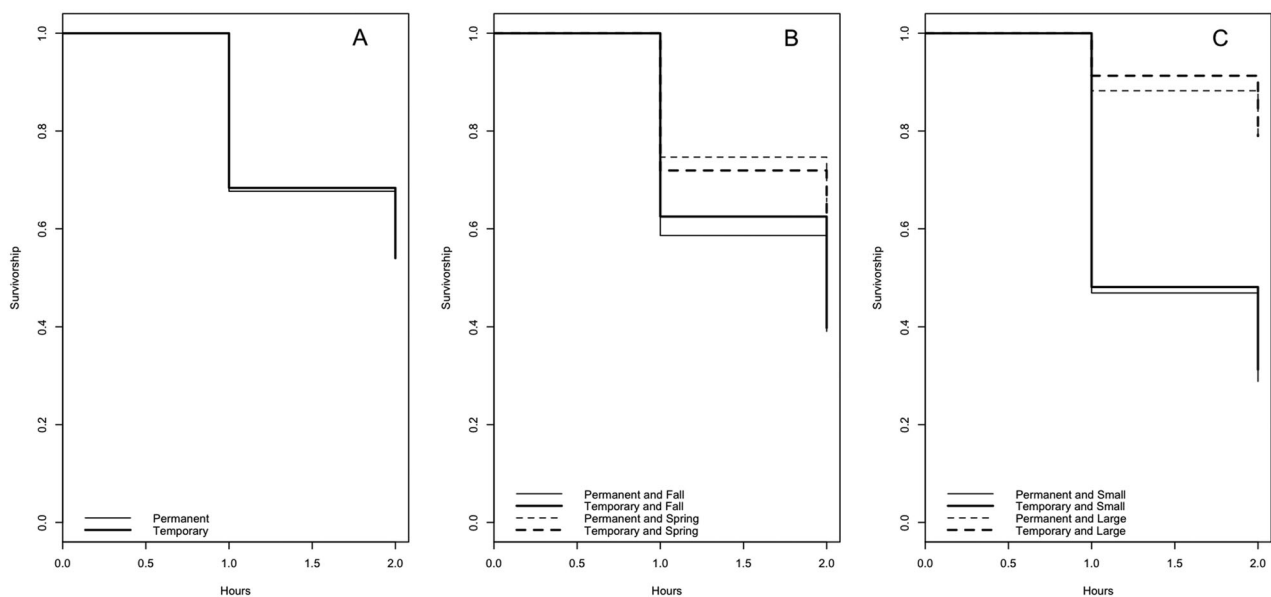 A
1.0
0.8
0.6
0.4
0.2
0.0
Survivorship
Permanent
Temporary
0.0 0.5 1.0 1.5 2.0
Hours
B
1.0
0.8
0.6
0.4
0.2
0.0
Survivorship
Permanent and Fall
Temporary and Fall
Permanent and Spring
Temporary and Spring
0.0 0.5 1.0 1.5 2.0
Hours
C
1.0
0.8
0.6
0.4
0.2
0.0
Survivorship
Permanent and Small
Temporary and Small
Permanent and Large
Temporary and Large
0.0 0.5 1.0 1.5 2.0
Hours